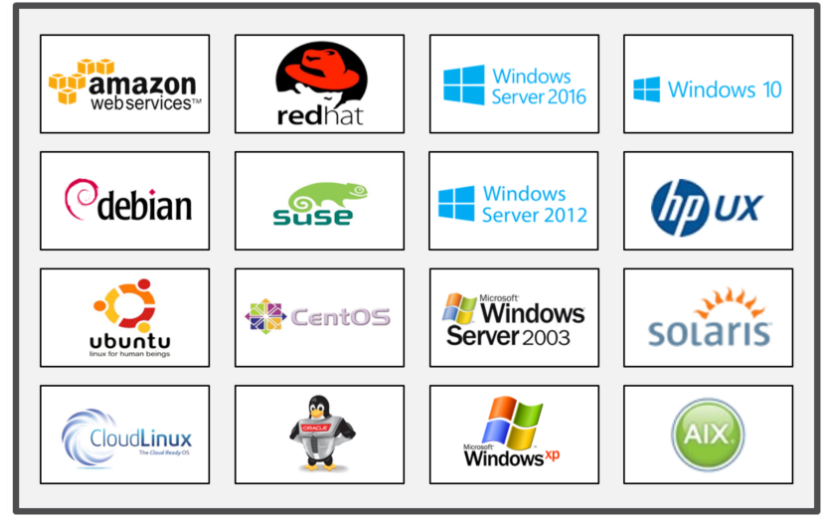 amazon
webservices™
redhat
Windows
Server 2016
Windows 10
debian
suse
Windows
Server 2012
hp UX
ubuntu
linux for human beings
CentOS
Microsoft
Windows
Server 2003
solaris
CloudLinux
The Cloud Ready OS
ORACLE
Microsoft
Windows xp
AIX